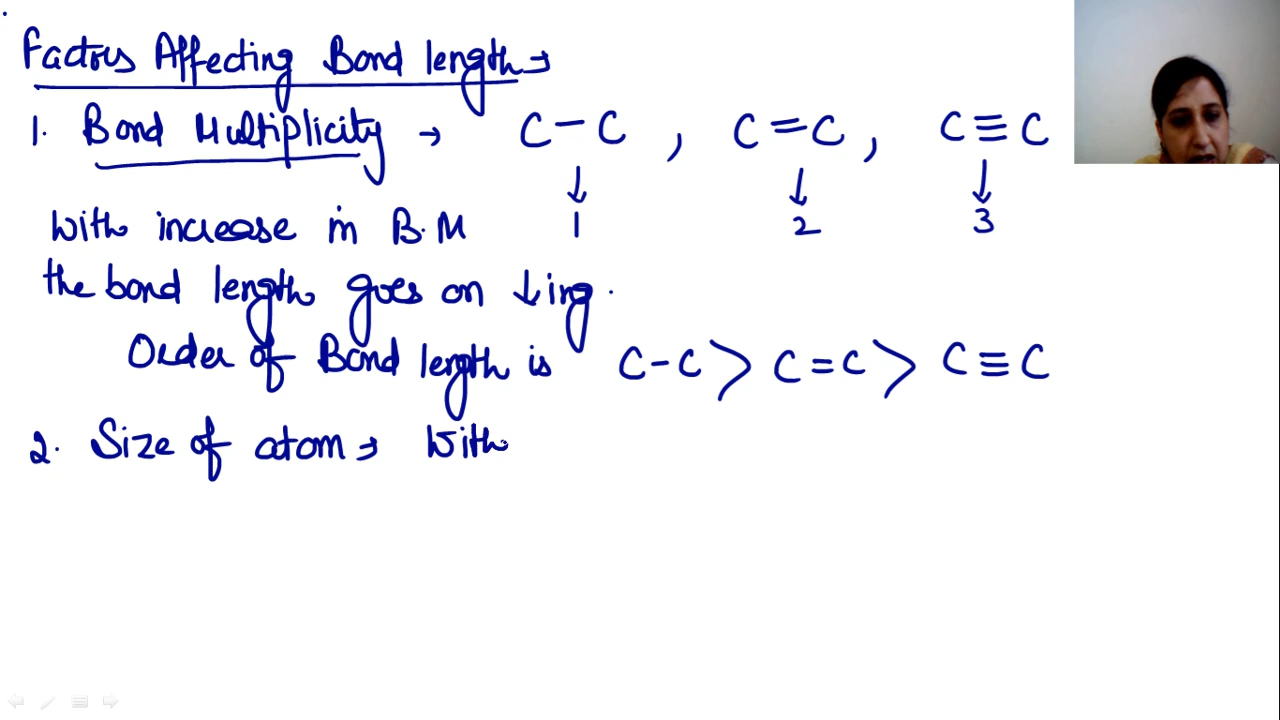 Factors Affecting Bond length →
1. Bond Multiplicity → C–C, C=C, C≡C
↓ ↓ ↓
With increase in B.M 1 2 3
the bond length goes on ↓ing.
Order of Bond length is C–C > C=C > C≡C
2. Size of atom ⇒ With